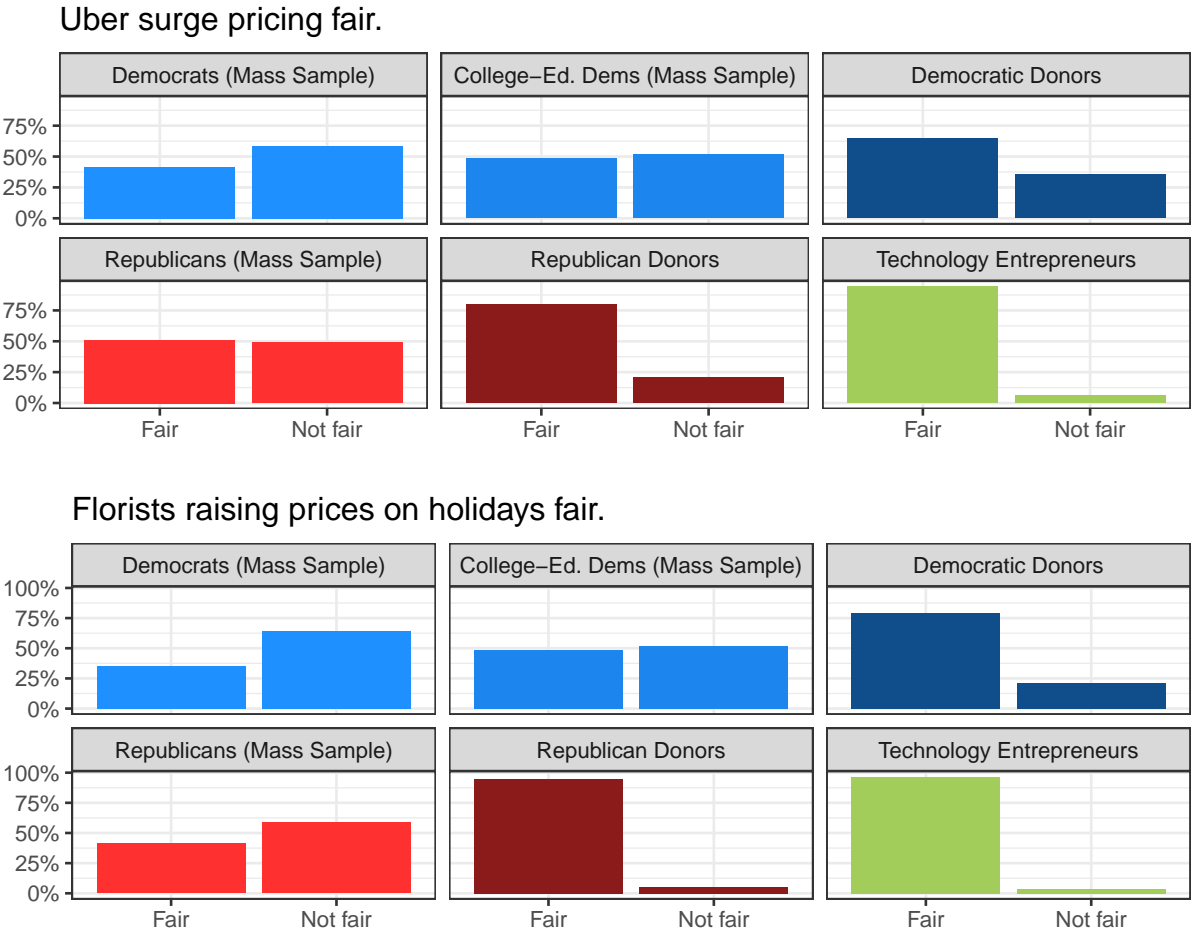 Uber surge pricing fair.
Democrats (Mass Sample) College−Ed. Dems (Mass Sample) Democratic Donors
75%
50%
25%
0%
Republicans (Mass Sample) Republican Donors Technology Entrepreneurs
75%
50%
25%
0%
Fair Not fair Fair Not fair Fair Not fair
Florists raising prices on holidays fair.
Democrats (Mass Sample) College−Ed. Dems (Mass Sample) Democratic Donors
100%
75%
50%
25%
0%
Republicans (Mass Sample) Republican Donors Technology Entrepreneurs
100%
75%
50%
25%
0%
Fair Not fair Fair Not fair Fair Not fair